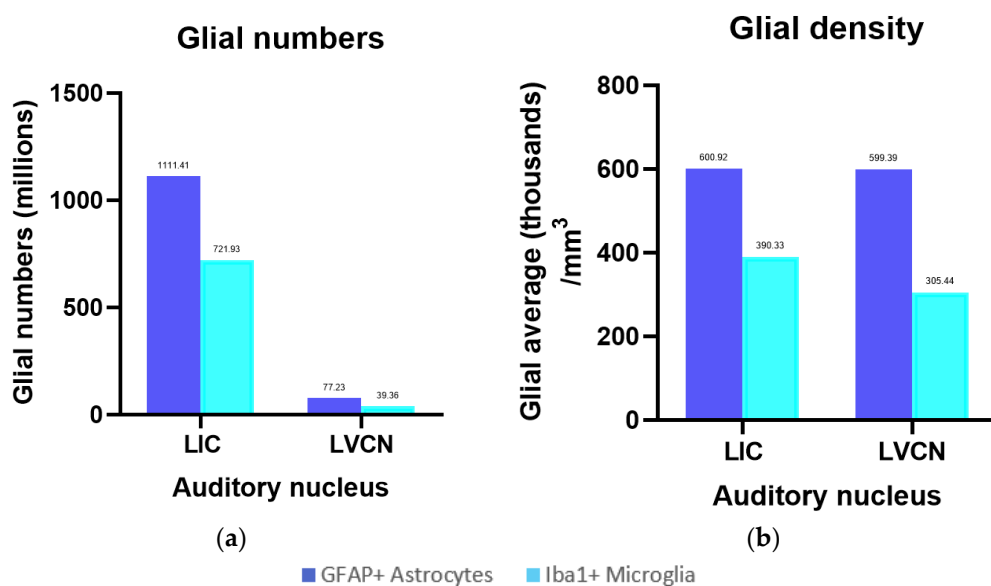 Glial numbers
Glial numbers (millions)
1500
1000
500
0
1111.41
721.93
77.23
39.36
LIC
LVCN
Auditory nucleus
(a)
Glial density
Glial average (thousands)
/mm³
800
600
400
200
0
600.92
390.33
599.39
305.44
LIC
LVCN
Auditory nucleus
(b)
GFAP+ Astrocytes
Iba1+ Microglia